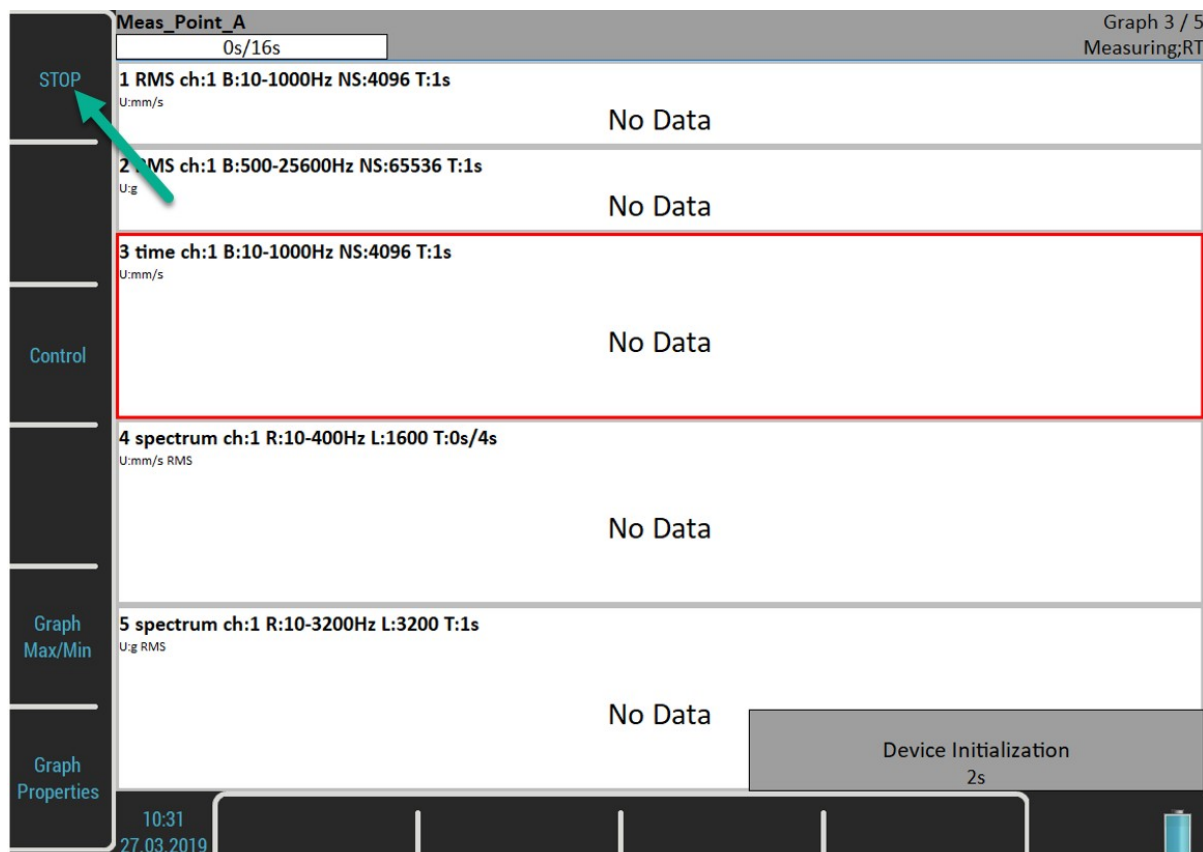 Meas_Point_A
Graph 3 / 5
0s/16s
Measuring;RT
STOP
1 RMS ch:1 B:10-1000Hz NS:4096 T:1s
U:mm/s
No Data
2 RMS ch:1 B:500-25600Hz NS:65536 T:1s
U:g
No Data
3 time ch:1 B:10-1000Hz NS:4096 T:1s
U:mm/s
No Data
Control
4 spectrum ch:1 R:10-400Hz L:1600 T:0s/4s
U:mm/s RMS
No Data
Graph
Max/Min
5 spectrum ch:1 R:10-3200Hz L:3200 T:1s
U:g RMS
No Data
Device Initialization
2s
Graph
Properties
10:31
27.03.2019